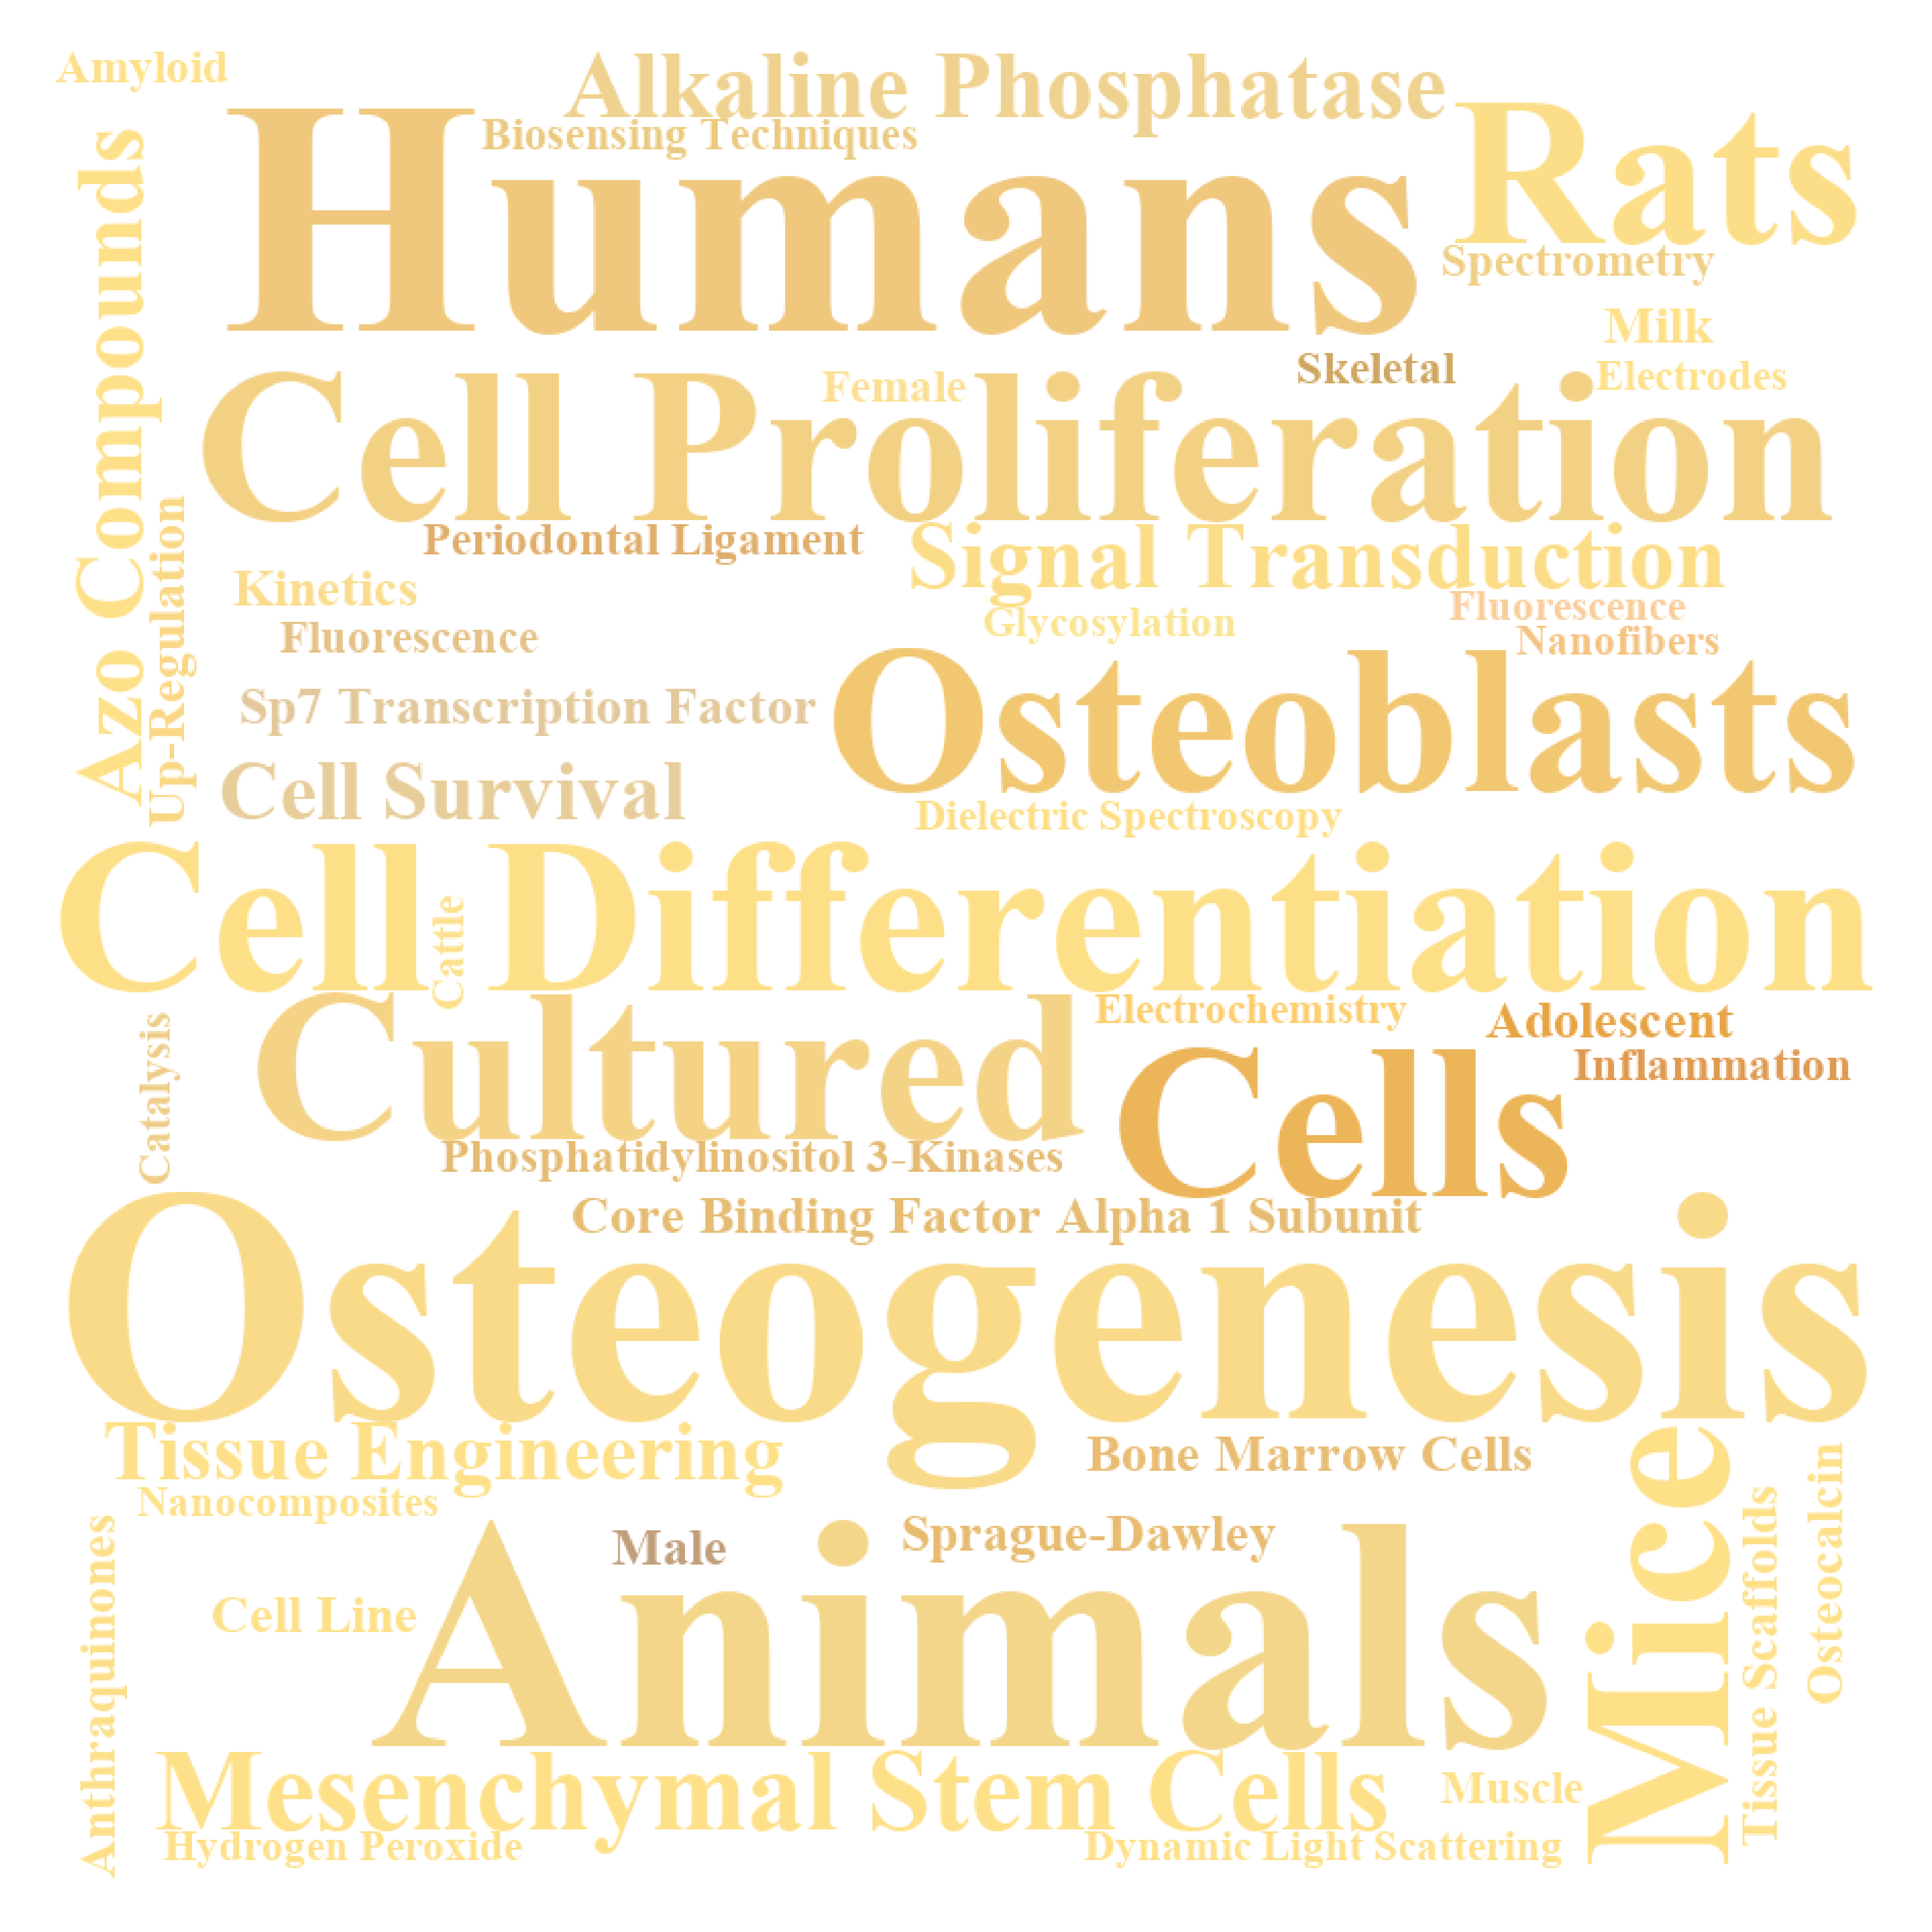 Amyloid
Alkaline Phosphatase
Humans
Biosensing Techniques
Rats
Spectrometry
Azo Compounds
Milk
Skeletal
Electrodes
Cell Proliferation
Female
Periodontal Ligament
Signal Transduction
Up-Regulation
Kinetics
Glycosylation
Fluorescence
Fluorescence
Nanofibers
Sp7 Transcription Factor
Osteoblasts
Cell Survival
Dielectric Spectroscopy
Cell Differentiation
Cattle
Cultured
Electrochemistry
Adolescent
Inflammation
Cells
Catalysis
Phosphatidylinositol 3-Kinases
Core Binding Factor Alpha 1 Subunit
Osteogenesis
Tissue Engineering
Bone Marrow Cells
Mice
Osteocalcin
Nanocomposites
Tissue Scaffolds
Anthraquinones
Male
Sprague-Dawley
Animals
Cell Line
Mesenchymal Stem Cells
Muscle
Hydrogen Peroxide
Dynamic Light Scattering